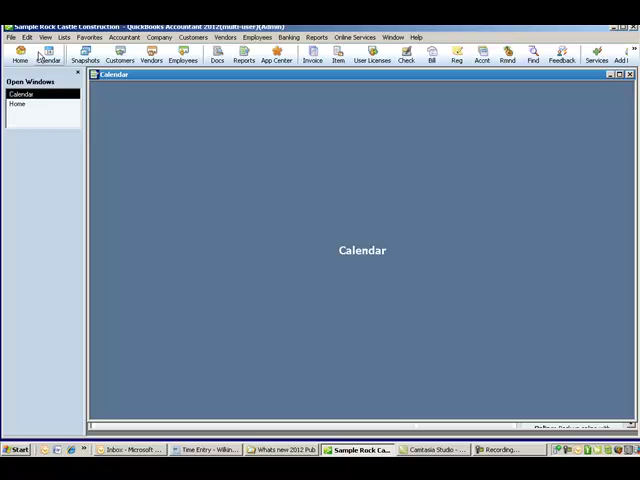 Sample Rock Castle Construction - QuickBooks Accountant 2012(multi-user)(Admin)
File Edit View Lists Favorites Accountant Company Customers Vendors Employees Banking Reports Online Services Window Help
Home Calendar Snapshots Customers Vendors Employees Docs Reports App Center Invoice Item User Licenses Check Bill Reg Accnt Rmnd Find Feedback Services Add
Open Windows
Calendar
Home
Calendar
Calendar
Start Inbox - Microsoft ... Time Entry - Wilkin... Whats new 2012 Pub Sample Rock Ca... Camtasia Studio - ... Recording...